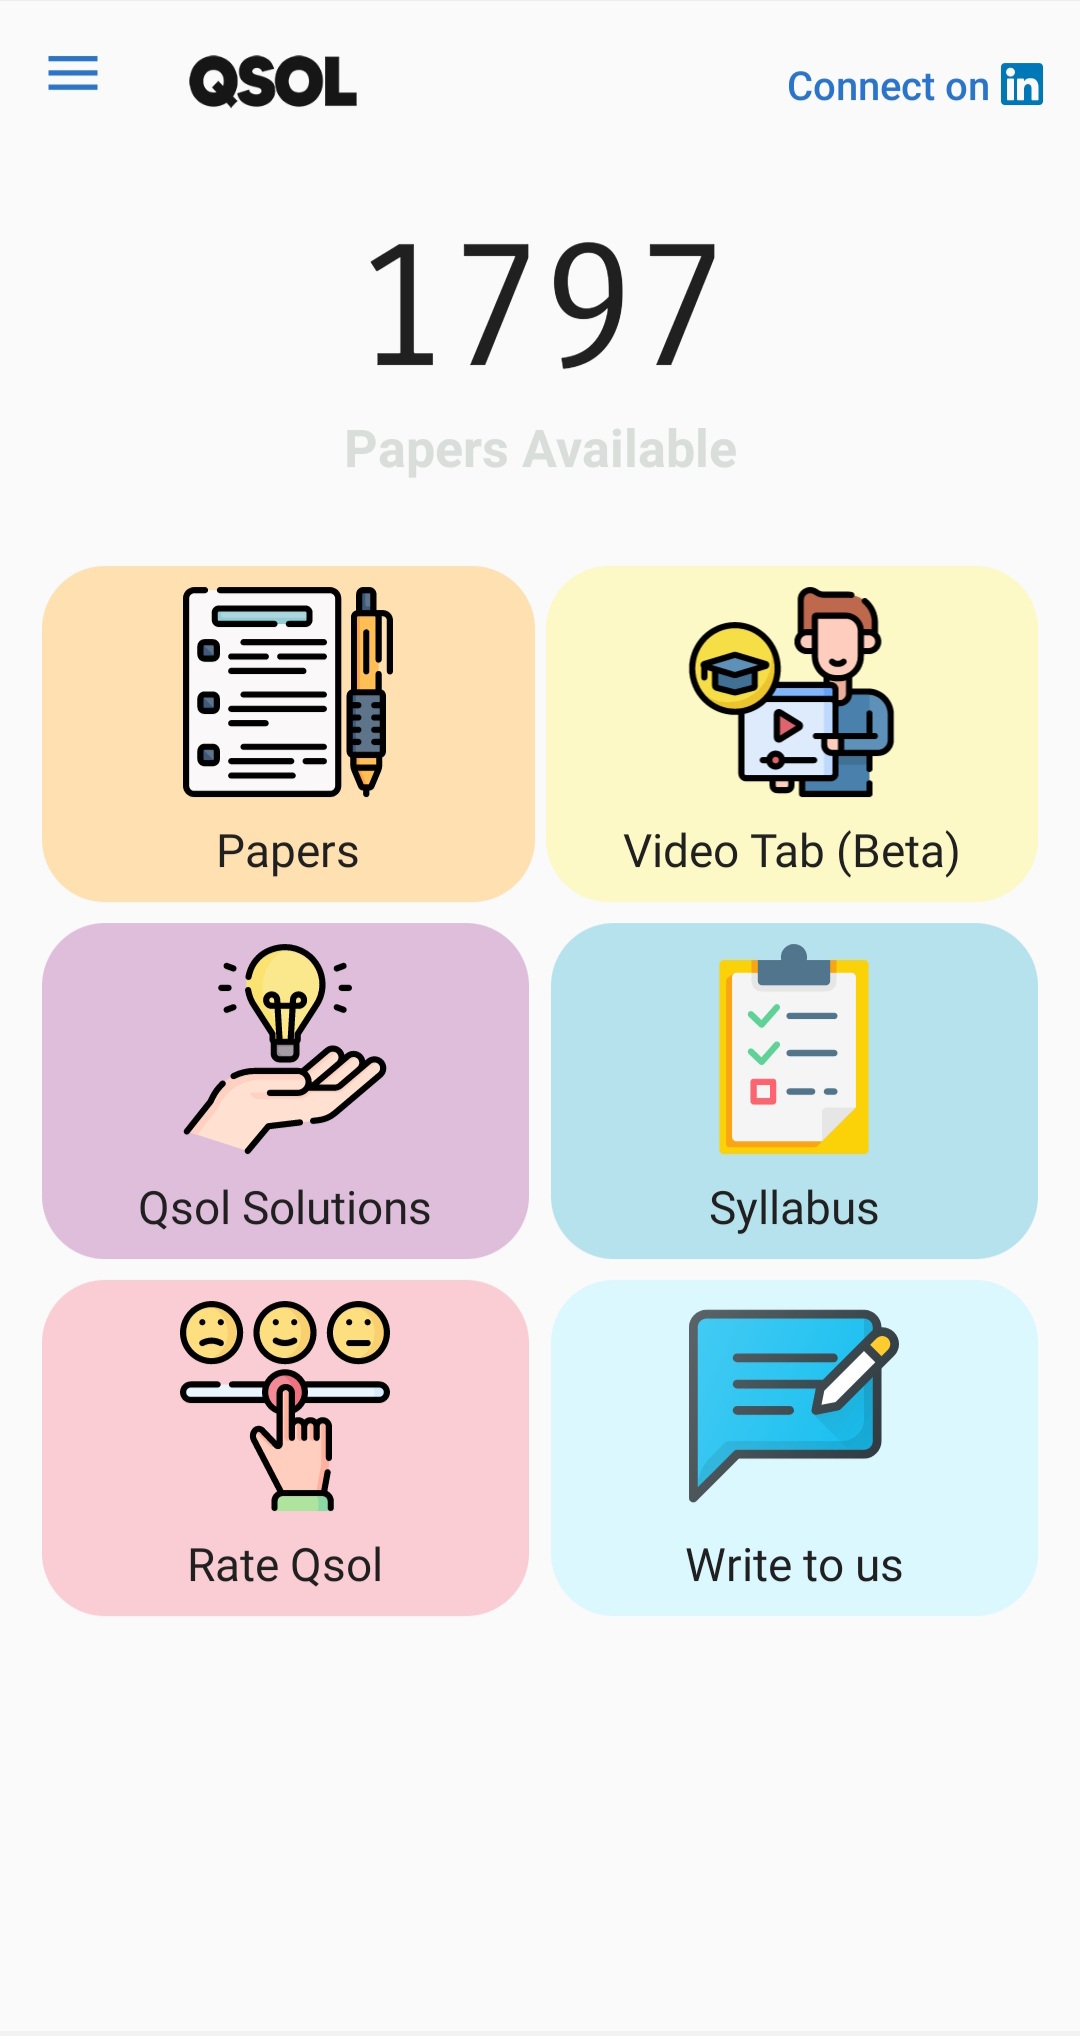 QSOL
Connect on in
1797
Papers Available
Papers
Video Tab (Beta)
Qsol Solutions
Syllabus
Rate Qsol
Write to us